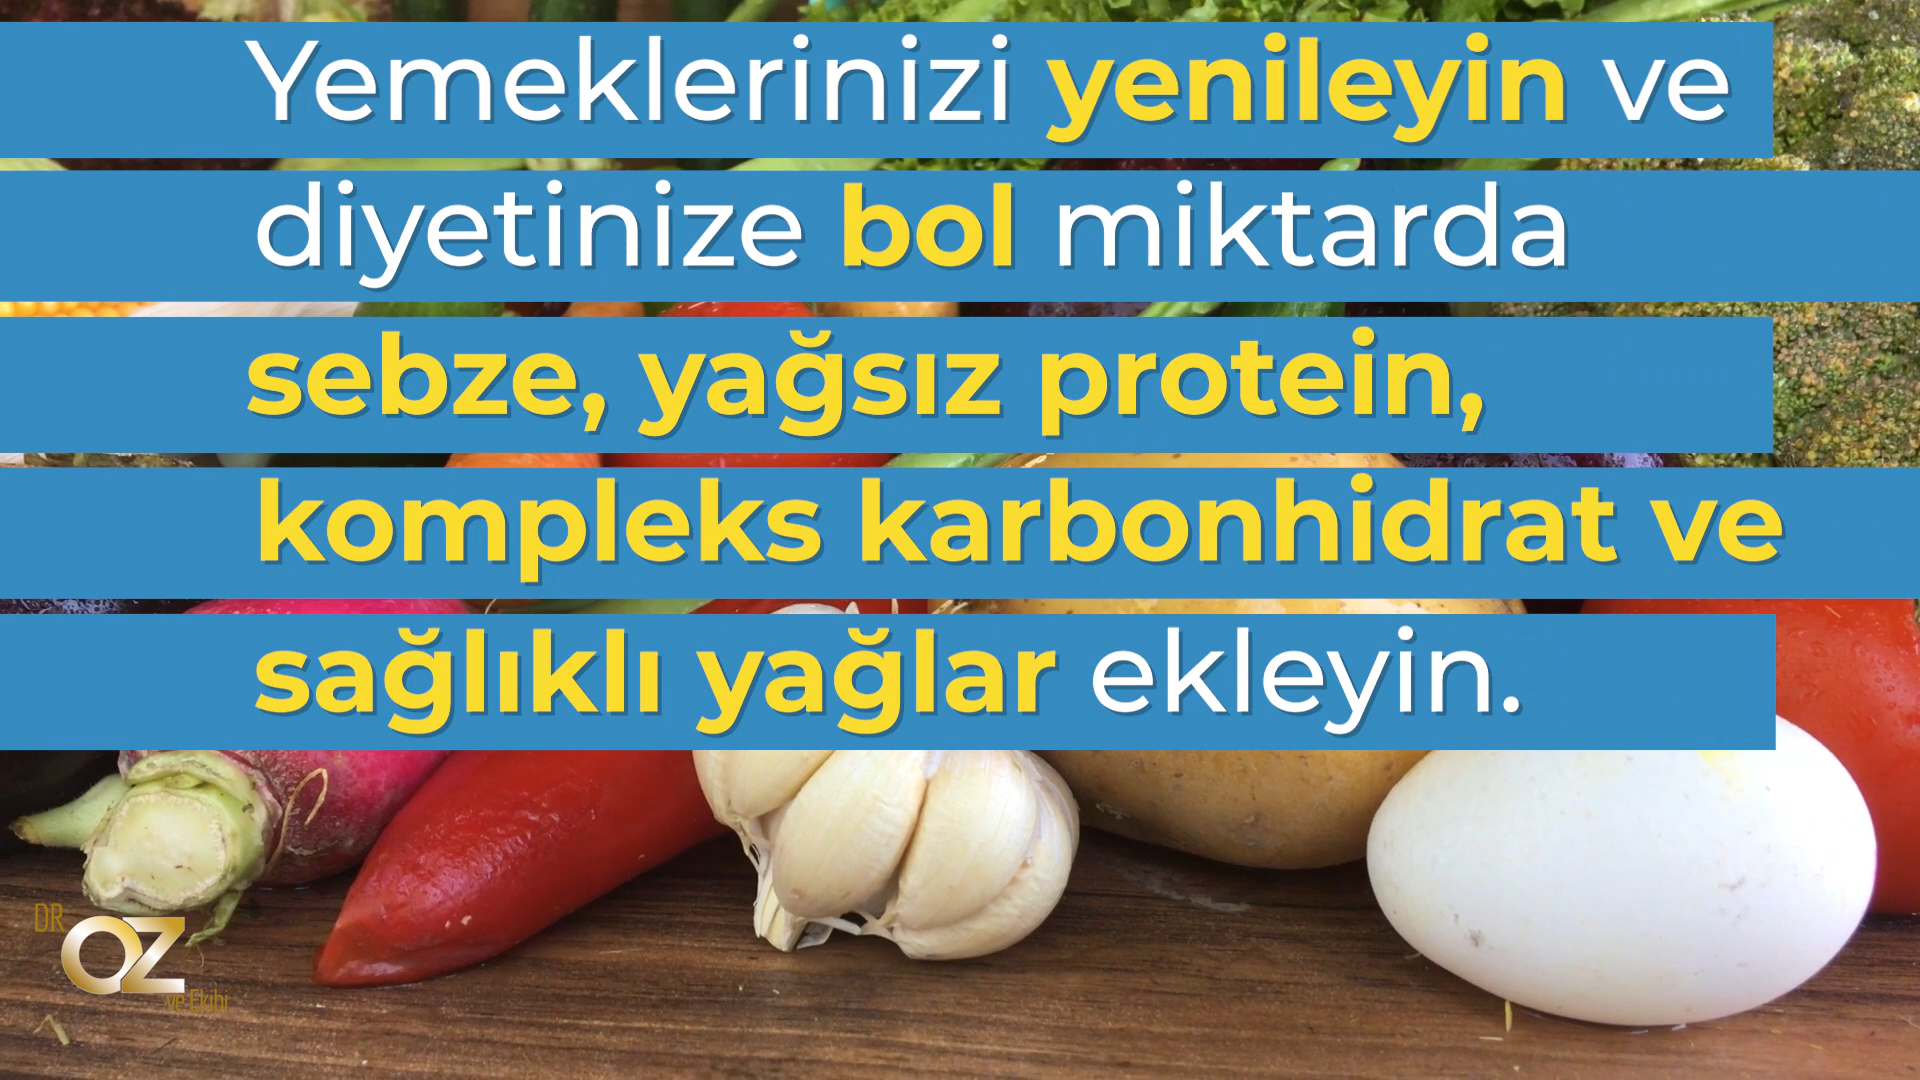 Yemeklerinizi yenileyin ve
diyetinize bol miktarda
sebze, yağsız protein,
kompleks karbonhidrat ve
sağlıklı yağlar ekleyin.
DR
OZ
ve Ekibi